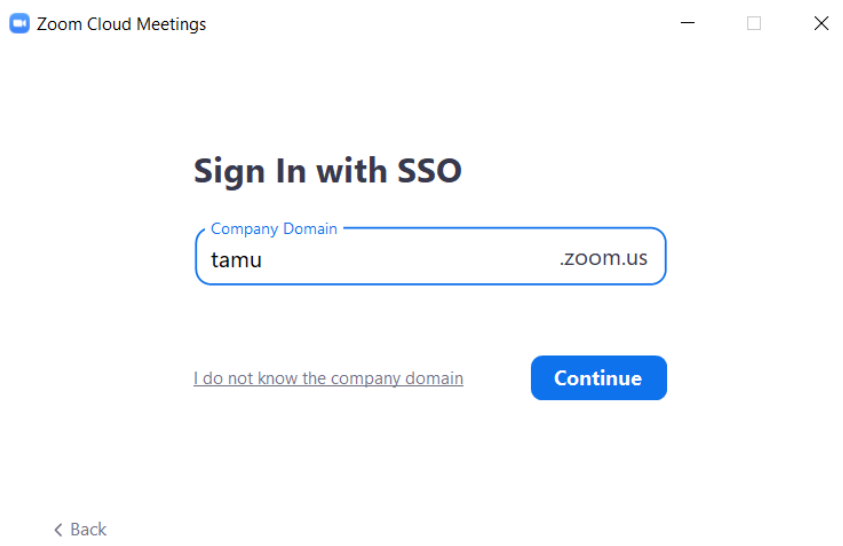 Zoom Cloud Meetings
Sign In with SSO
Company Domain
tamu .zoom.us
I do not know the company domain Continue
Back